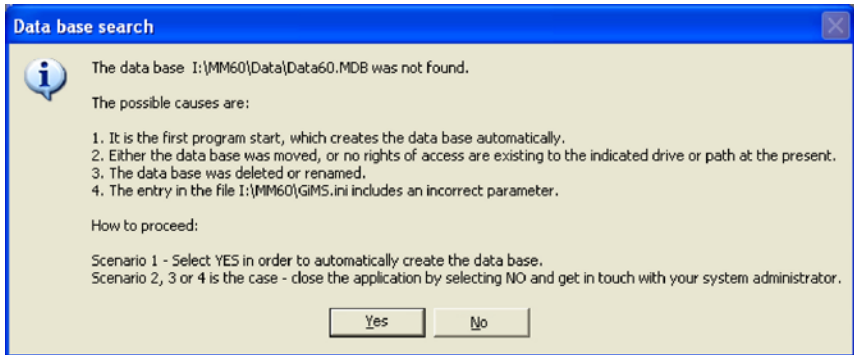 Data base search
The data base I:\MM60\Data\Data60.MDB was not found.
The possible causes are:
1. It is the first program start, which creates the data base automatically.
2. Either the data base was moved, or no rights of access are existing to the indicated drive or path at the present.
3. The data base was deleted or renamed.
4. The entry in the file I:\MM60\GiMS.ini includes an incorrect parameter.
How to proceed:
Scenario 1 - Select YES in order to automatically create the data base.
Scenario 2, 3 or 4 is the case - close the application by selecting NO and get in touch with your system administrator.
Yes No